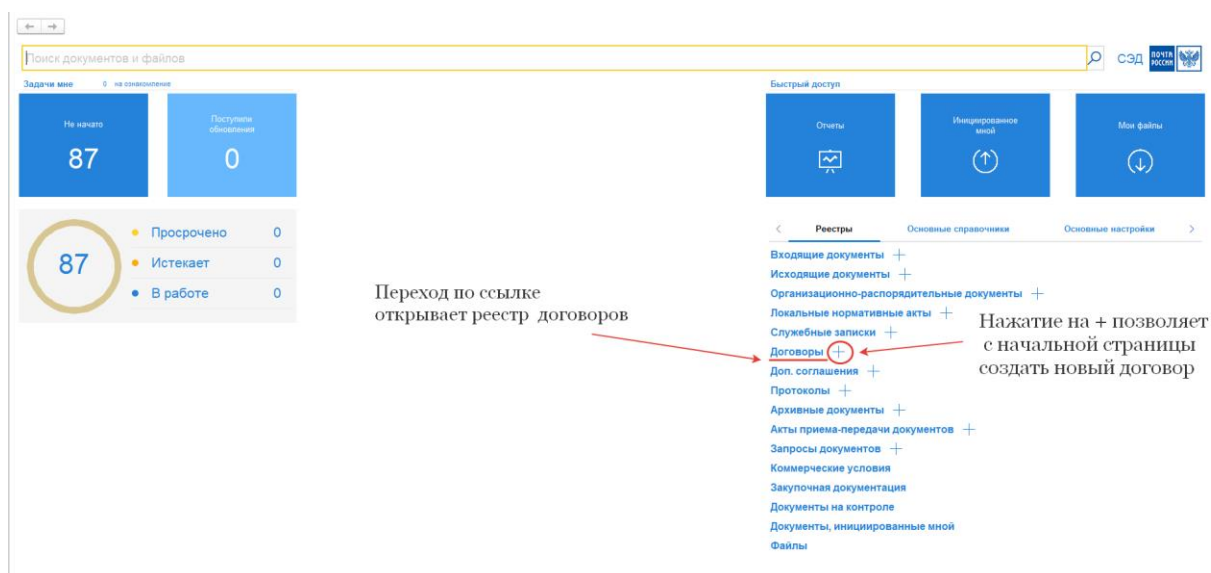 Поиск документов и файлов
СЭД ПОЧТА РОССИИ
Задачи мне 0 на ознакомление
Не начато
87
Поступили
обновления
0
87
Просрочено 0
Истекает 0
В работе 0
Быстрый доступ
Отчеты
Инициированное
мной
Мои файлы
Реестры Основные справочники Основные настройки
Входящие документы +
Исходящие документы +
Организационно-распорядительные документы +
Локальные нормативные акты +
Служебные записки +
Договоры +
Доп. соглашения +
Протоколы +
Архивные документы +
Акты приема-передачи документов +
Запросы документов +
Коммерческие условия
Закупочная документация
Документы на контроле
Документы, инициированные мной
Файлы
Переход по ссылке
открывает реестр договоров
Нажатие на + позволяет
с начальной страницы
создать новый договор